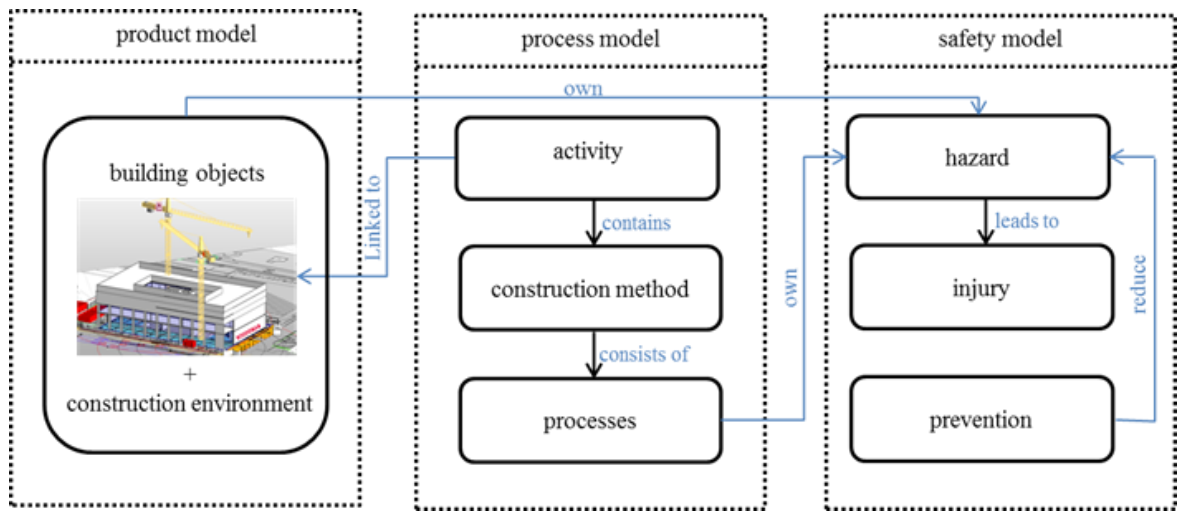 product model
process model
safety model
own
building objects
+
construction environment
Linked to
activity
contains
construction method
consists of
processes
own
hazard
leads to
injury
reduce
prevention